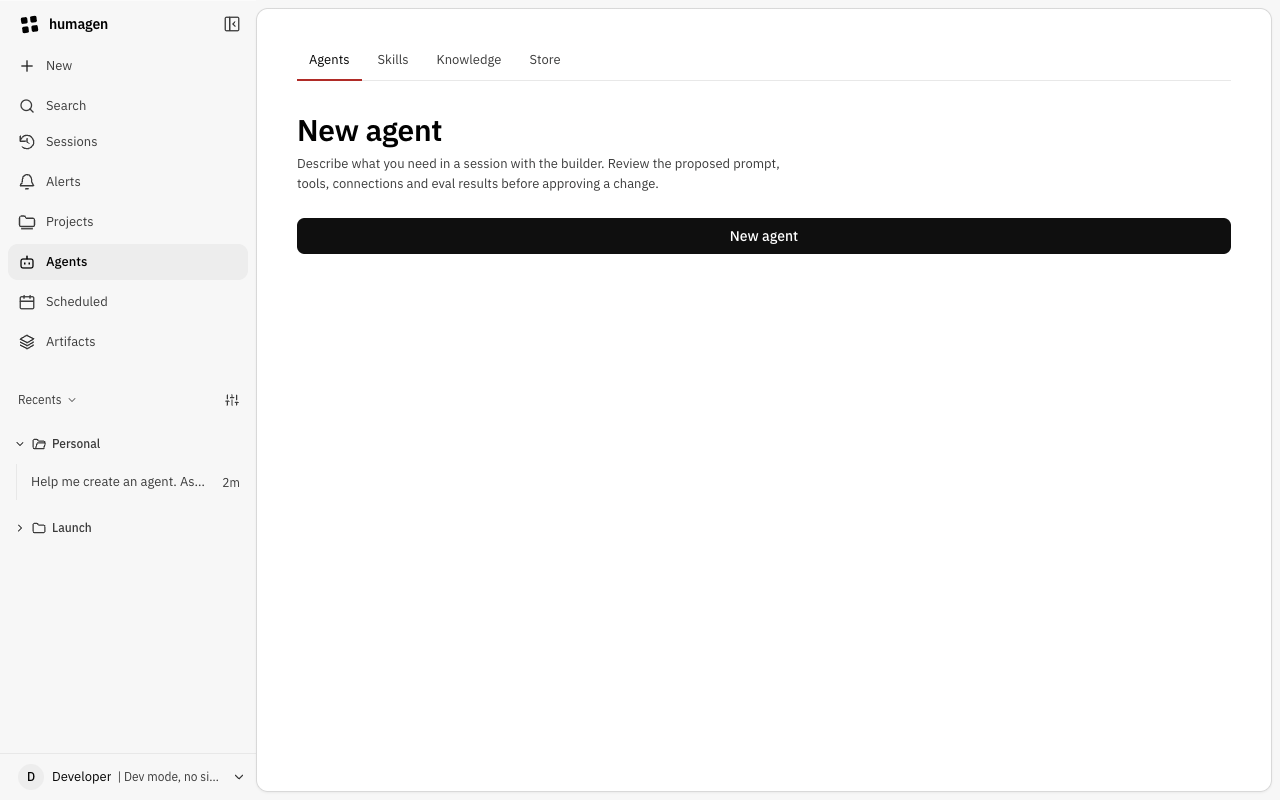 humagen
New
Search
Sessions
Alerts
Projects
Agents
Scheduled
Artifacts
Recents
Personal
Help me create an agent. As... 2m
Launch
D Developer | Dev mode, no si...
Agents Skills Knowledge Store
New agent
Describe what you need in a session with the builder. Review the proposed prompt,
tools, connections and eval results before approving a change.
New agent